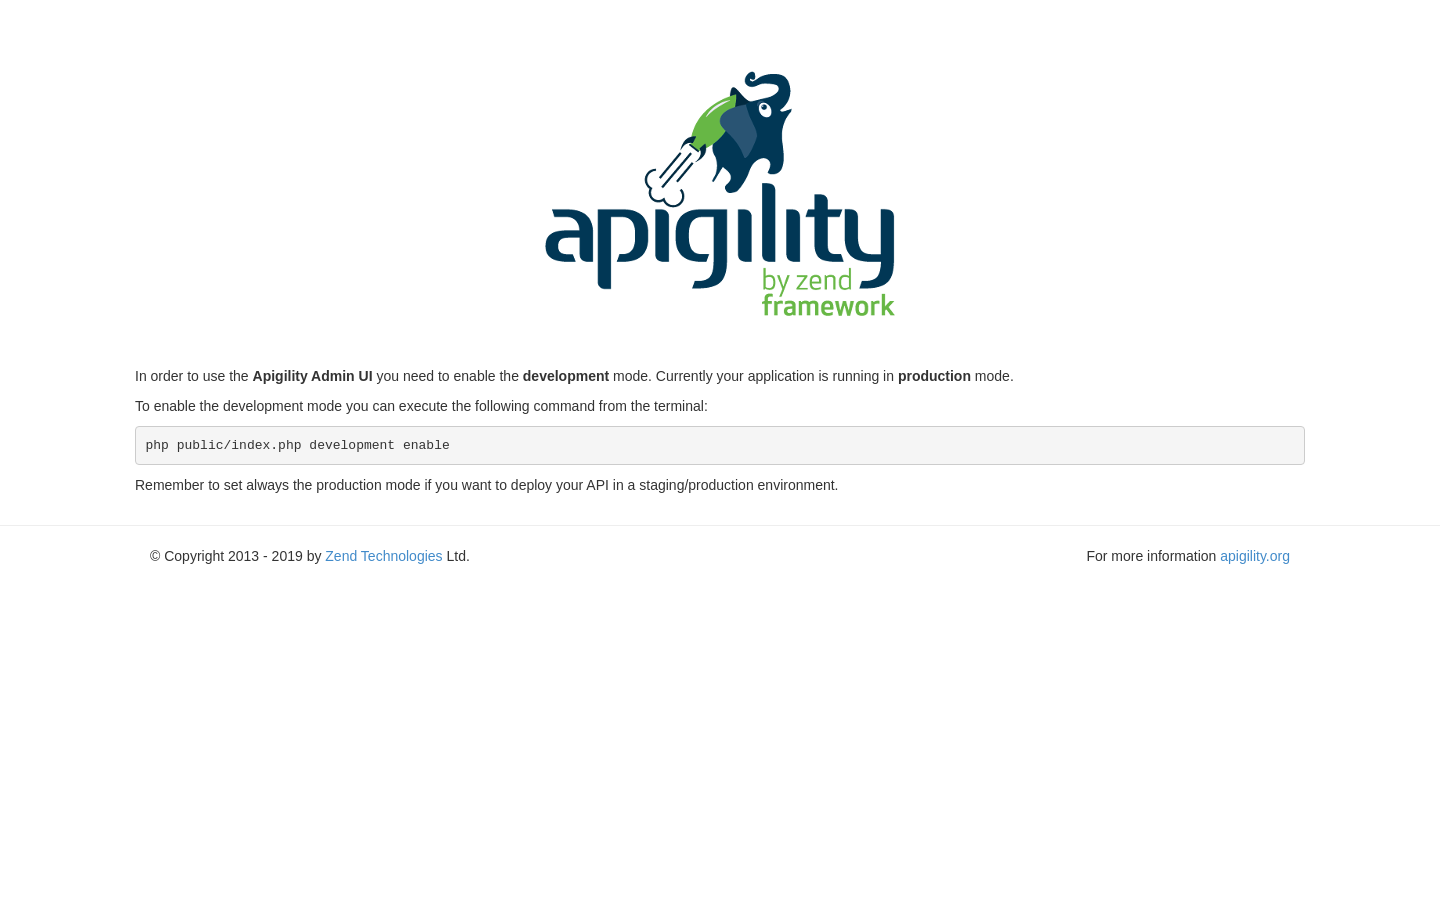 apigility
by zend
framework
In order to use the Apigility Admin UI you need to enable the development mode. Currently your application is running in production mode.
To enable the development mode you can execute the following command from the terminal:
php public/index.php development enable
Remember to set always the production mode if you want to deploy your API in a staging/production environment.
© Copyright 2013 - 2019 by Zend Technologies Ltd.
For more information apigility.org